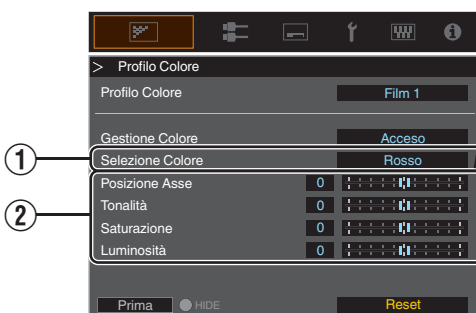 > Profilo Colore
Profilo Colore Film 1
Gestione Colore Acceso
① Selezione Colore Rosso
② Posizione Asse 0
Tonalità 0
Saturazione 0
Luminosità 0
Prima HIDE Reset